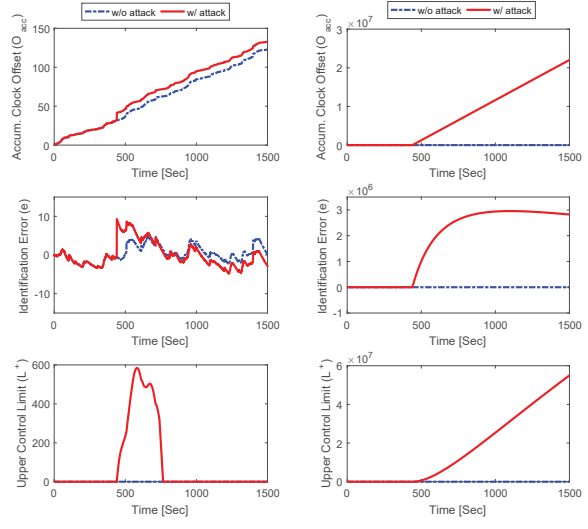 w/o attack w/ attack
Accum. Clock Offset (O acc)
150
100
50
0
0 500 1000 1500
Time [Sec]
Identification Error (e)
10
0
-10
0 500 1000 1500
Time [Sec]
Upper Control Limit (L+)
600
400
200
0
0 500 1000 1500
Time [Sec]
w/o attack w/ attack
Accum. Clock Offset (O acc)
×10^7
3
2
1
0
0 500 1000 1500
Time [Sec]
Identification Error (e)
×10^6
4
3
2
1
0
-1
0 500 1000 1500
Time [Sec]
Upper Control Limit (L+)
×10^7
6
4
2
0
0 500 1000 1500
Time [Sec]